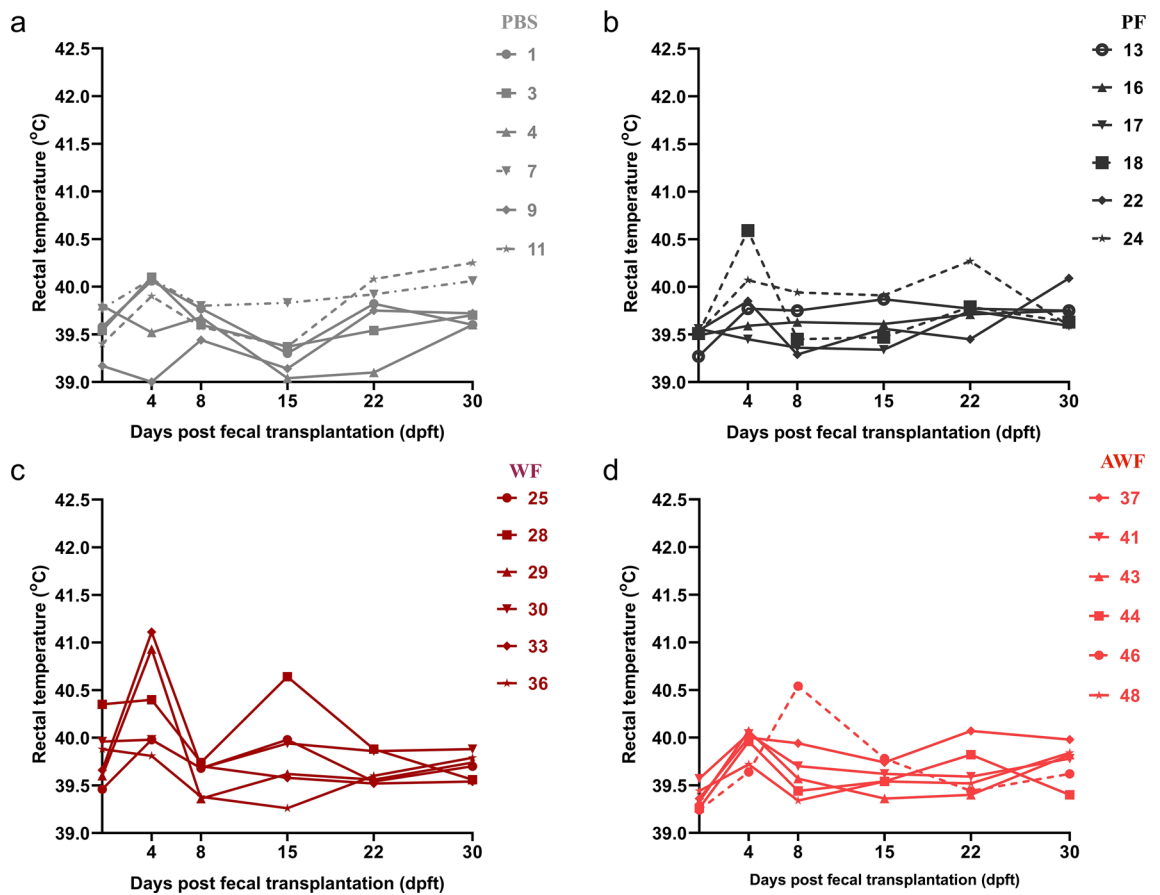 a
PBS
1
3
4
7
9
11
Rectal temperature (°C)
42.5
42.0
41.5
41.0
40.5
40.0
39.5
39.0
4 8 15 22 30
Days post fecal transplantation (dpft)
b
PF
13
16
17
18
22
24
Rectal temperature (°C)
42.5
42.0
41.5
41.0
40.5
40.0
39.5
39.0
4 8 15 22 30
Days post fecal transplantation (dpft)
c
WF
25
28
29
30
33
36
Rectal temperature (°C)
42.5
42.0
41.5
41.0
40.5
40.0
39.5
39.0
4 8 15 22 30
Days post fecal transplantation (dpft)
d
AWF
37
41
43
44
46
48
Rectal temperature (°C)
42.5
42.0
41.5
41.0
40.5
40.0
39.5
39.0
4 8 15 22 30
Days post fecal transplantation (dpft)